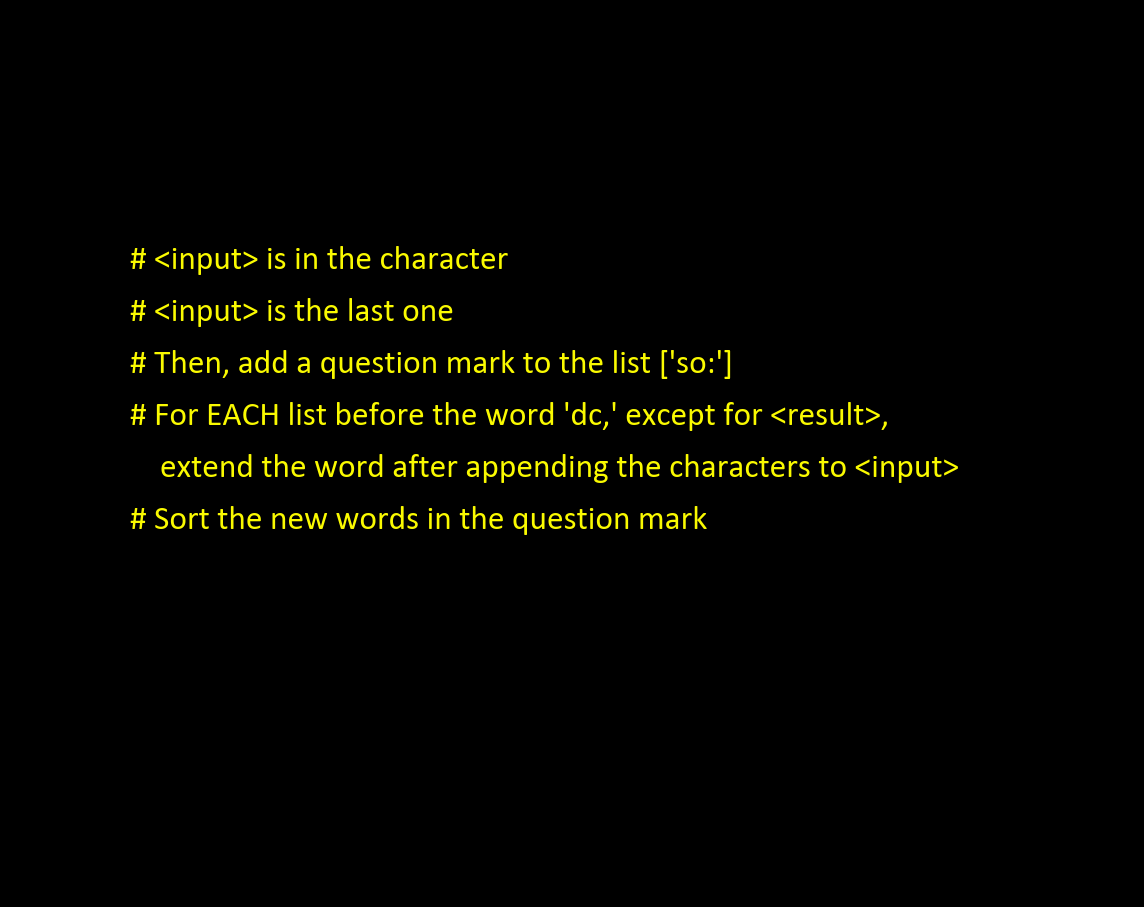 # <input> is in the character
# <input> is the last one
# Then, add a question mark to the list ['so:']
# For EACH list before the word 'dc,' except for <result>,
extend the word after appending the characters to <input>
# Sort the new words in the question mark